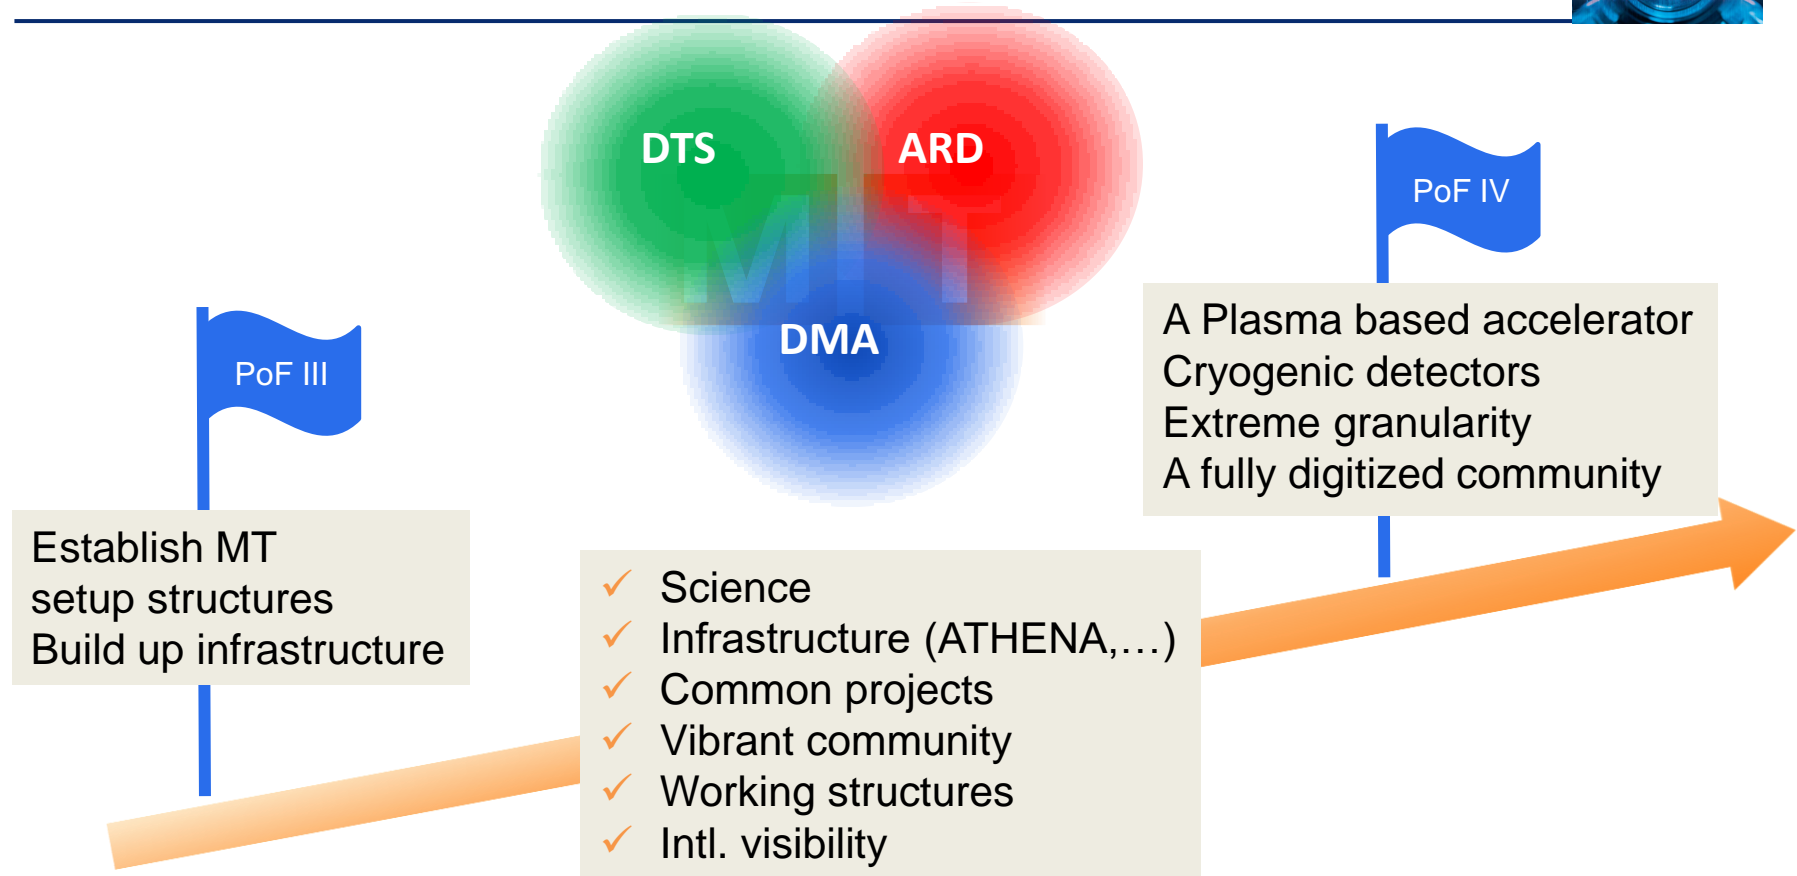 DTS
ARD
MT
DMA
PoF III
PoF IV
Establish MT
setup structures
Build up infrastructure
Science
Infrastructure (ATHENA,…)
Common projects
Vibrant community
Working structures
Intl. visibility
A Plasma based accelerator
Cryogenic detectors
Extreme granularity
A fully digitized community